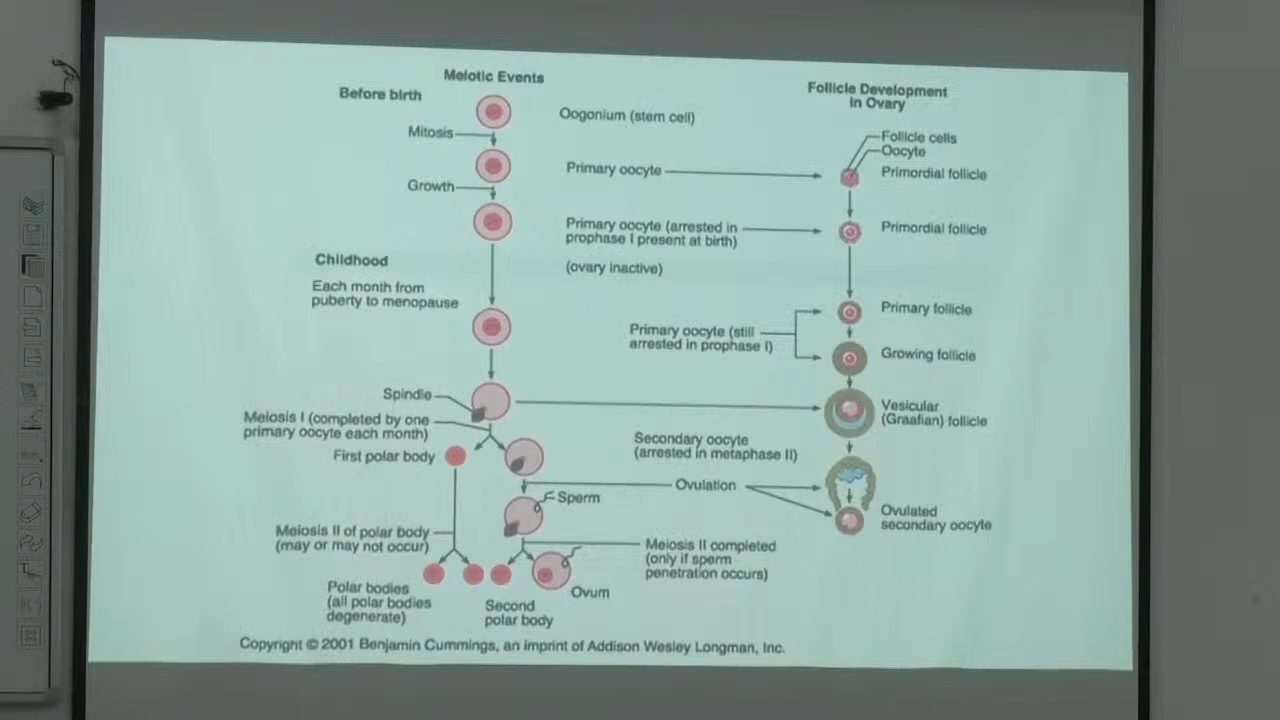 Meiotic Events
Before birth
Oogonium (stem cell)
Mitosis
Primary oocyte
Growth
Primary oocyte (arrested in
prophase I present at birth)
(ovary inactive)
Childhood
Each month from
puberty to menopause
Primary oocyte (still
arrested in prophase I)
Spindle
Meiosis I (completed by one
primary oocyte each month)
First polar body
Secondary oocyte
(arrested in metaphase II)
Ovulation
Sperm
Meiosis II of polar body
(may or may not occur)
Meiosis II completed
(only if sperm
penetration occurs)
Polar bodies
(all polar bodies
degenerate)
Second
polar body
Ovum
Follicle Development
in Ovary
Follicle cells
Oocyte
Primordial follicle
Primordial follicle
Primary follicle
Growing follicle
Vesicular
(Graafian) follicle
Ovulated
secondary oocyte
Copyright © 2001 Benjamin Cummings, an imprint of Addison Wesley Longman, Inc.